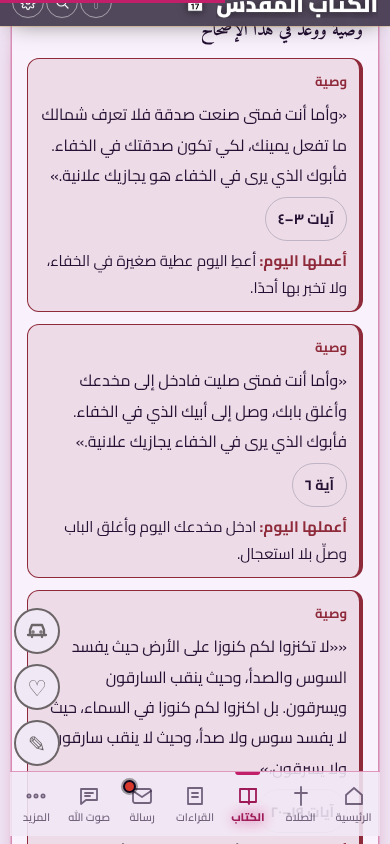 الكتاب المقدس
17
وصية ووعد في هذا الإصحاح
وصية
«وأما أنت فمتى صنعت صدقة فلا تعرف شمالك
ما تفعل يمينك، لكي تكون صدقتك في الخفاء.
فأبوك الذي يرى في الخفاء هو يجازيك علانية.»
آيات ٣–٤
أعملها اليوم: أعطِ اليوم عطية صغيرة في الخفاء،
ولا تخبر بها أحدًا.
وصية
«وأما أنت فمتى صليت فادخل إلى مخدعك
وأغلق بابك، وصل إلى أبيك الذي في الخفاء.
فأبوك الذي يرى في الخفاء يجازيك علانية.»
آية ٦
أعملها اليوم: ادخل مخدعك اليوم وأغلق الباب
وصلِّ بلا استعجال.
وصية
«»لا تكنزوا لكم كنوزا على الأرض حيث يفسد
السوس والصدأ، وحيث ينقب السارقون
ويسرقون. بل اكنزوا لكم كنوزا في السماء، حيث
لا يفسد سوس ولا صدأ، وحيث لا ينقب سارقون
ولا يسرقون.»
الرئيسية
الصلاة
الكتاب
القراءات
رسالة
صوت الله
المزيد